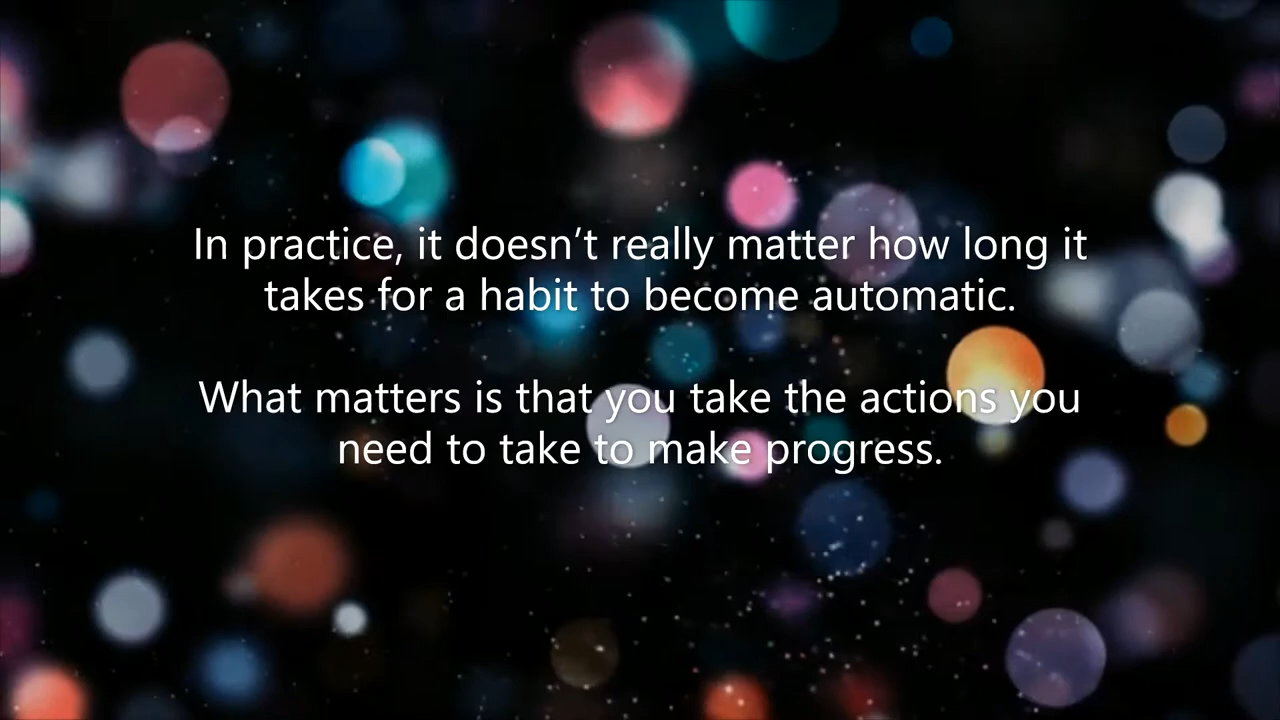 In practice, it doesn’t really matter how long it
takes for a habit to become automatic.
What matters is that you take the actions you
need to take to make progress.